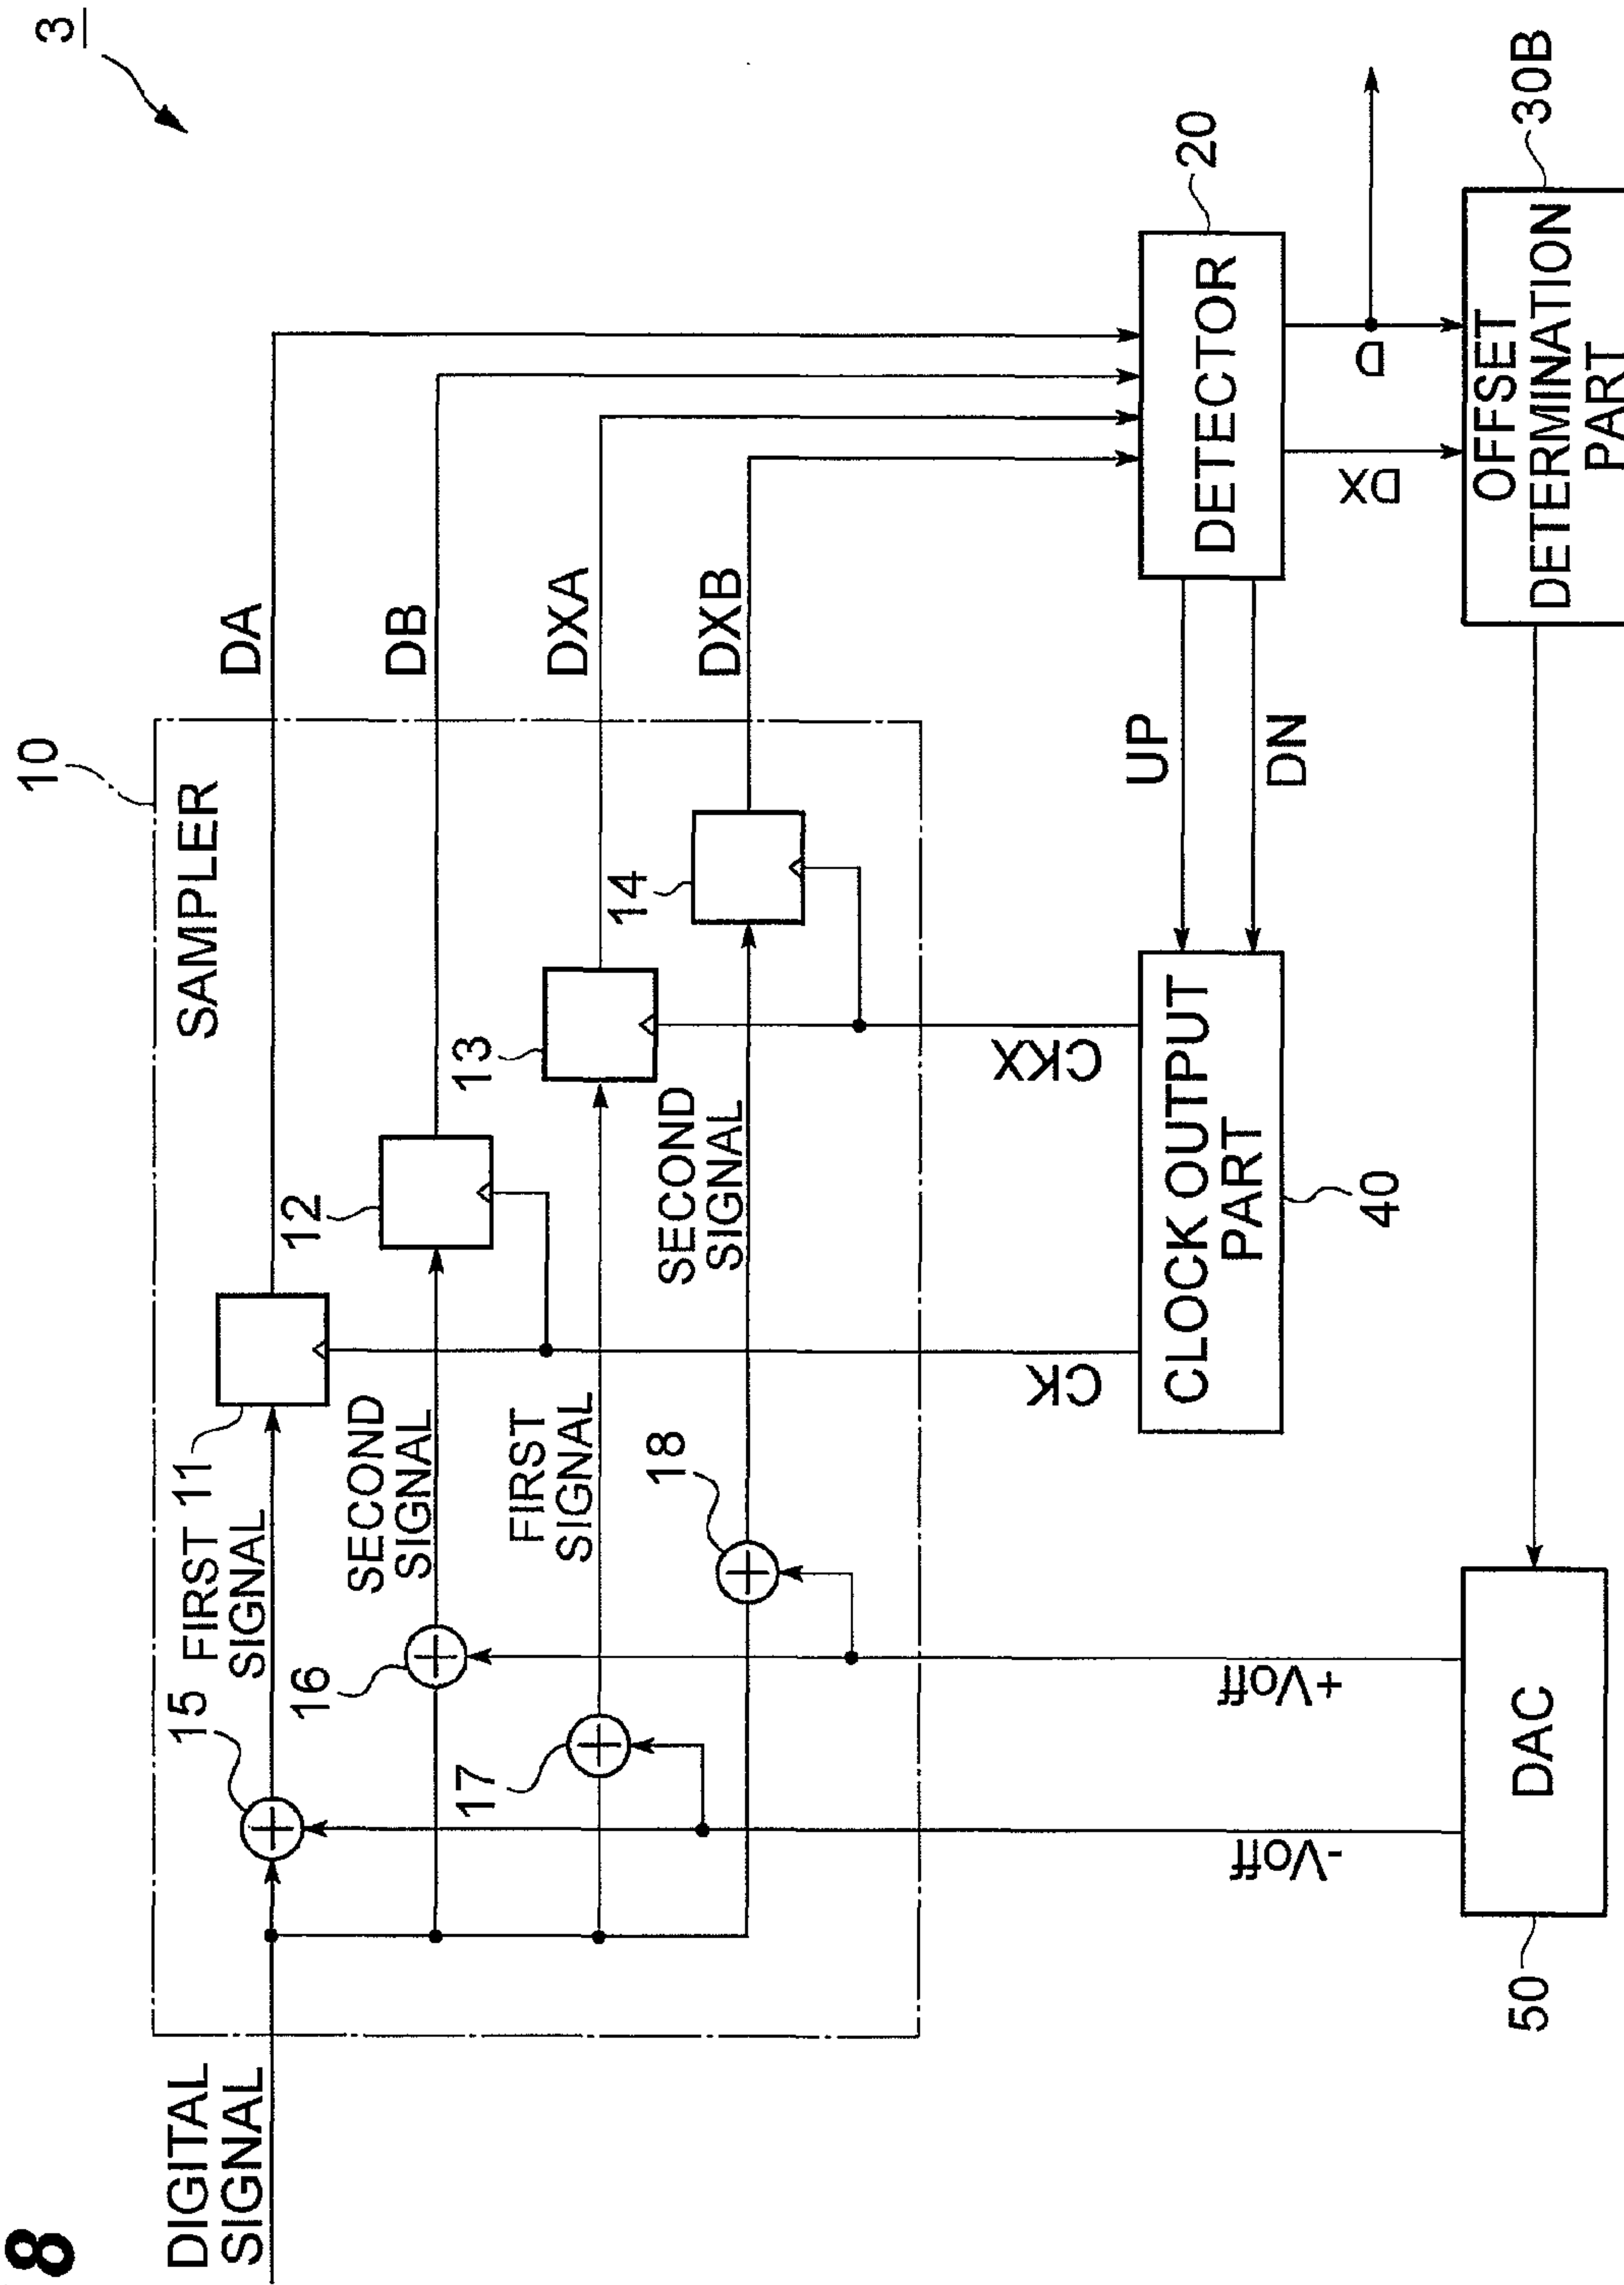 8
3
10
SAMPLER
DIGITAL
SIGNAL
15
FIRST
SIGNAL
11
DA
16
SECOND
SIGNAL
12
DB
17
FIRST
SIGNAL
13
DXA
18
SECOND
SIGNAL
14
DXB
CK
CKX
UP
DN
DETECTOR
20
CLOCK OUTPUT
PART
40
-Voff
+Voff
DX
D
DAC
50
OFFSET
DETERMINATION
PART
30B